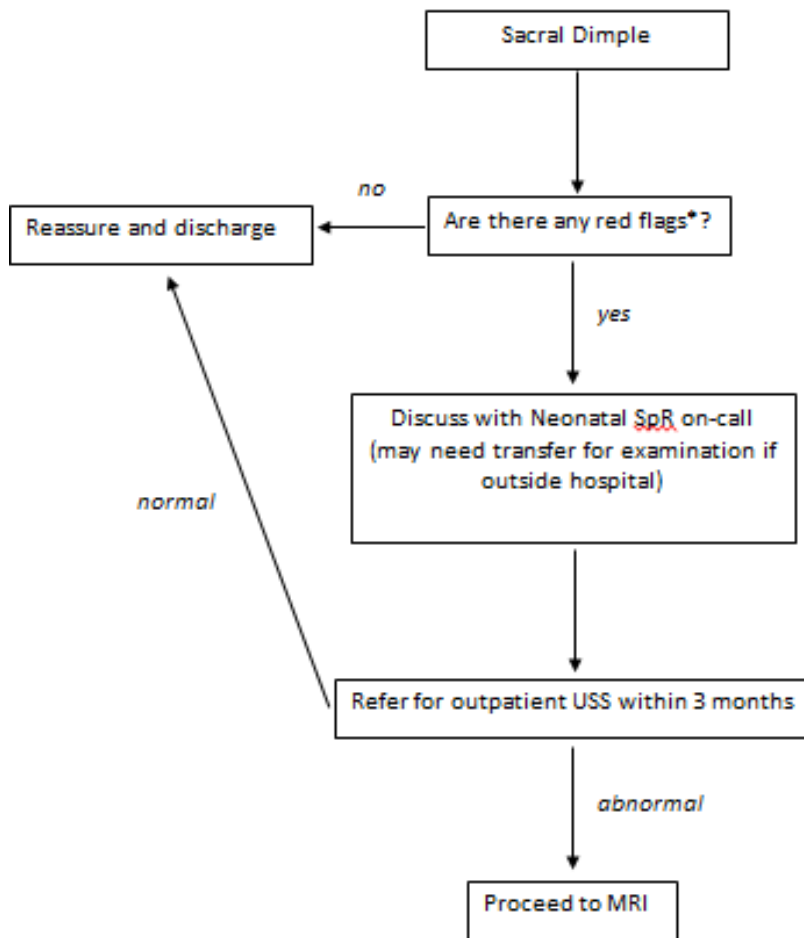 Sacral Dimple
no
Reassure and discharge
Are there any red flags*?
yes
Discuss with Neonatal SpR on-call
(may need transfer for examination if
outside hospital)
normal
Refer for outpatient USS within 3 months
abnormal
Proceed to MRI